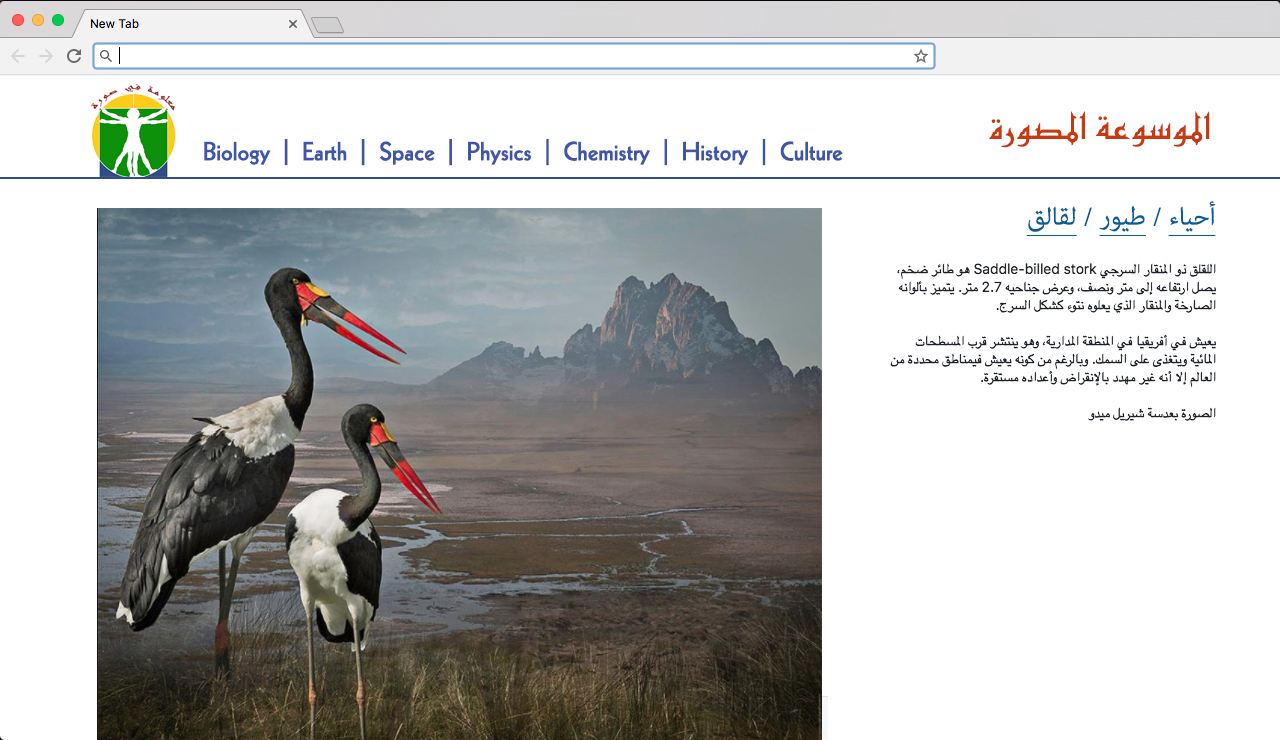 New Tab
معلومة في صورة
Biology | Earth | Space | Physics | Chemistry | History | Culture
الموسوعة المصورة
أحياء / طيور / لقالق
اللقلق ذو المنقار السرجي Saddle-billed stork هو طائر ضخم،
يصل ارتفاعه إلى متر ونصف، وعرض جناحيه 2.7 متر. يتميز بألوانه
الصارخة والمنقار الذي يعلوه نتوء كشكل السرج.
يعيش في أفريقيا في المنطقة المدارية، وهو ينتشر قرب المسطحات
المائية ويتغذى على السمك. وبالرغم من كونه يعيش فيمناطق محددة من
العالم إلا أنه غير مهدد بالإنقراض وأعداده مستقرة.
الصورة بعدسة شيريل ميدو